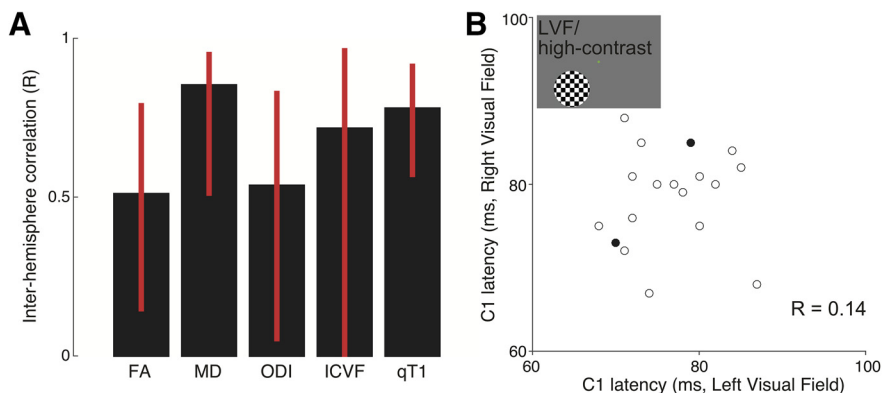 A
Inter-hemisphere correlation (R)
1
0.5
0
FA MD ODI ICVF qT1
B
C1 latency (ms, Right Visual Field)
100
80
60
LVF/
high-contrast
R = 0.14
60 80 100
C1 latency (ms, Left Visual Field)